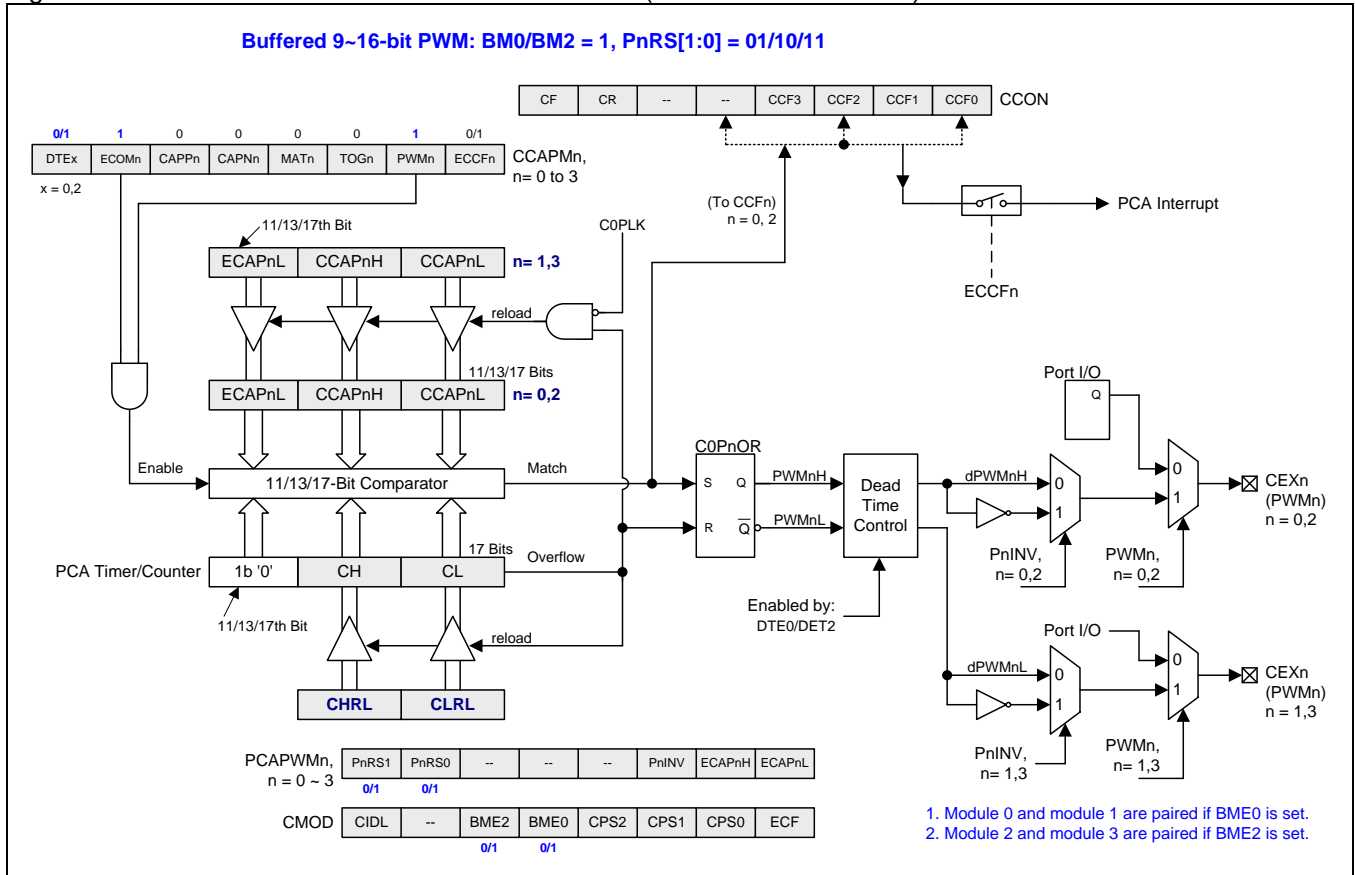 Buffered 9~16-bit PWM: BM0/BM2 = 1, PnRS[1:0] = 01/10/11
CF CR -- -- CCF3 CCF2 CCF1 CCF0 CCON
0/1 1 0 0 0 0 1 0/1
DTEx ECOMn CAPPn CAPNn MATn TOGn PWMn ECCFn CCAPMn,
n= 0 to 3
x = 0,2
(To CCFn)
n = 0, 2
PCA Interrupt
ECCFn
11/13/17th Bit
C0PLK
ECAPnL CCAPnH CCAPnL n= 1,3
reload
11/13/17 Bits
ECAPnL CCAPnH CCAPnL n= 0,2
Port I/O
Q
Enable
11/13/17-Bit Comparator
Match
C0PnOR
S Q
R Q
PWMnH
PWMnL
Dead
Time
Control
dPWMnH
0
1
0
1
CEXn
(PWMn)
n = 0,2
PnINV,
n= 0,2
PWMn,
n= 0,2
17 Bits
Overflow
PCA Timer/Counter 1b '0' CH CL
11/13/17th Bit
reload
Enabled by:
DTE0/DET2
CHRL CLRL
Port I/O
dPWMnL
0
1
0
1
CEXn
(PWMn)
n = 1,3
PnINV,
n= 1,3
PWMn,
n= 1,3
PCAPWMn,
n = 0 ~ 3
PnRS1 PnRS0 -- -- -- PnINV ECAPnH ECAPnL
0/1 0/1
CMOD CIDL -- BME2 BME0 CPS2 CPS1 CPS0 ECF
0/1 0/1
1. Module 0 and module 1 are paired if BME0 is set.
2. Module 2 and module 3 are paired if BME2 is set.